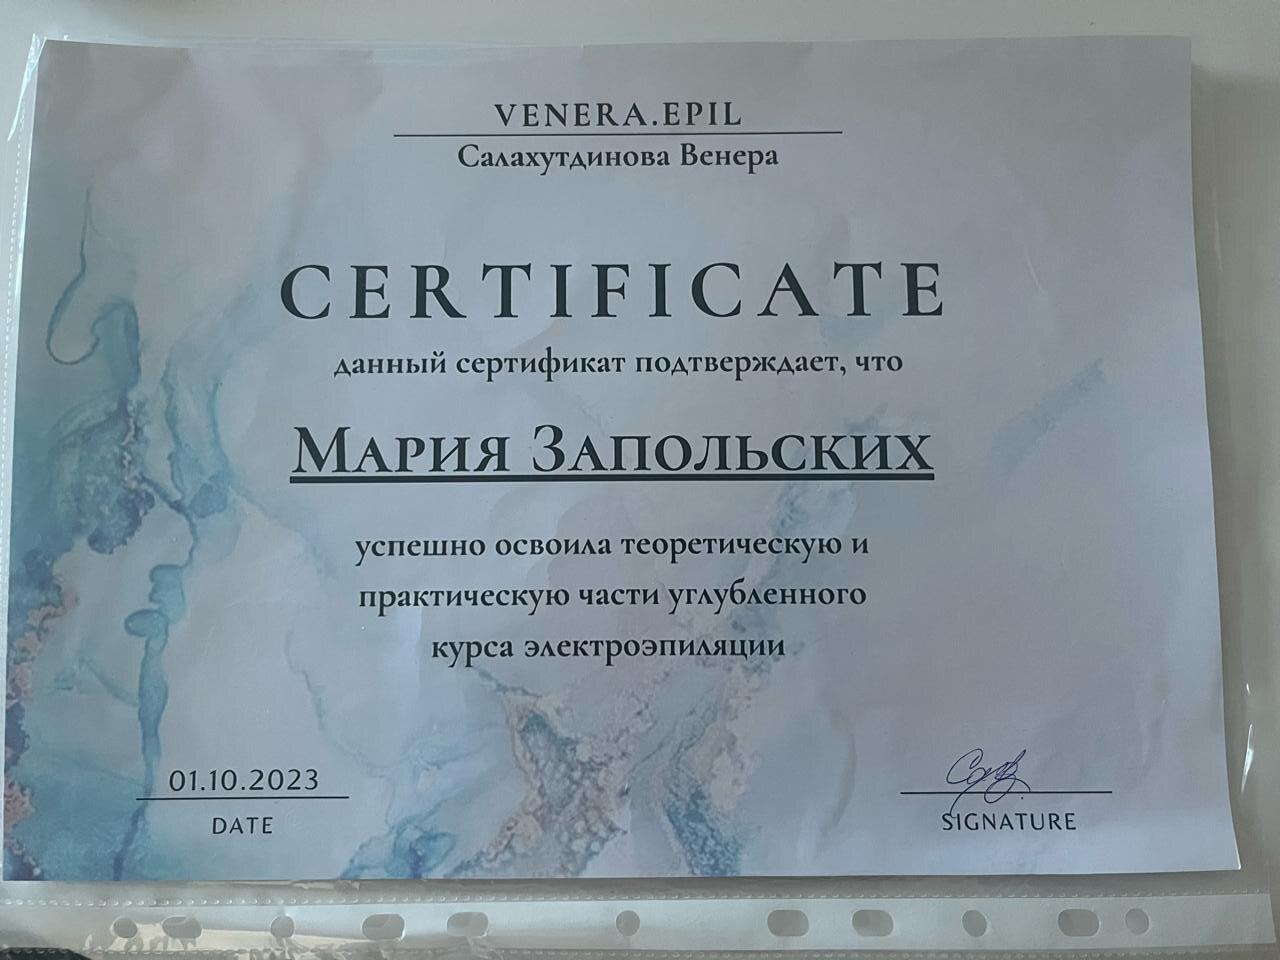 VENERA.EPIL
Салахутдинова Венера
CERTIFICATE
данный сертификат подтверждает, что
Мария Запольских
успешно освоила теоретическую и
практическую части углубленного
курса электроэпиляции
01.10.2023
DATE
SIGNATURE